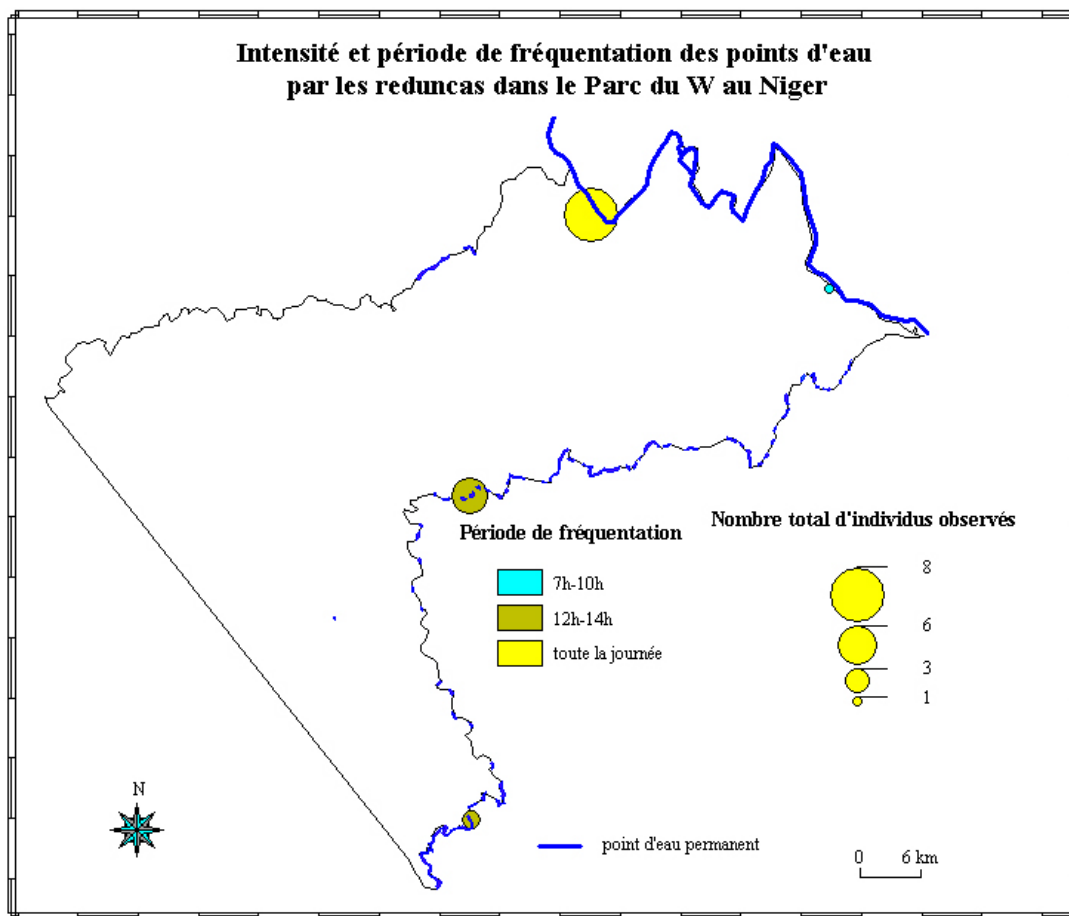 Intensité et période de fréquentation des points d'eau
par les reduncas dans le Parc du W au Niger
Période de fréquentation
7h-10h
12h-14h
toute la journée
Nombre total d'individus observés
8
6
3
1
N
point d'eau permanent
0 6 km